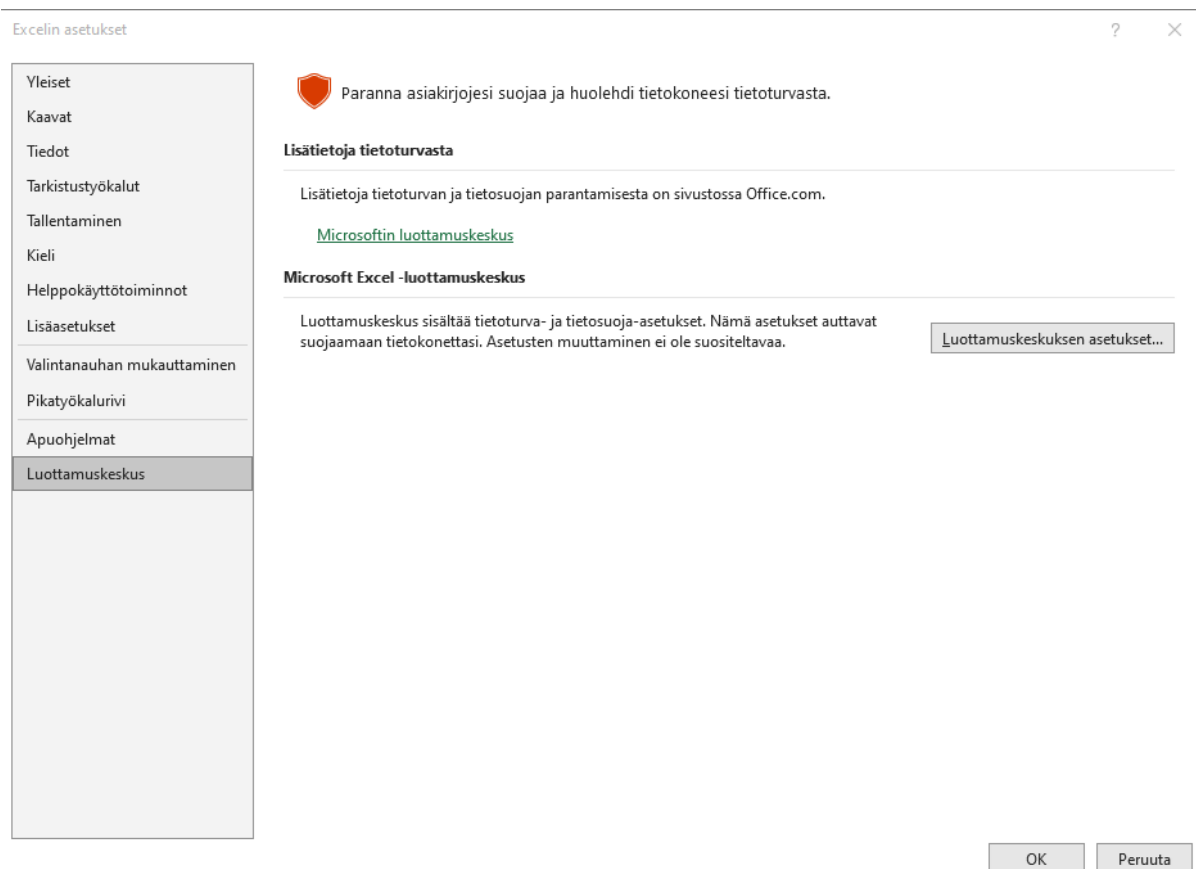 Excelin asetukset
?
Yleiset
Kaavat
Tiedot
Tarkistustyökalut
Tallentaminen
Kieli
Helppokäyttötoiminnot
Lisäasetukset
Valintanauhan mukauttaminen
Pikatyökalurivi
Apuohjelmat
Luottamuskeskus
Paranna asiakirjojesi suojaa ja huolehdi tietokoneesi tietoturvasta.
Lisätietoja tietoturvasta
Lisätietoja tietoturvan ja tietosuojan parantamisesta on sivustossa Office.com.
Microsoftin luottamuskeskus
Microsoft Excel -luottamuskeskus
Luottamuskeskus sisältää tietoturva- ja tietosuoja-asetukset. Nämä asetukset auttavat
suojaamaan tietokonettasi. Asetusten muuttaminen ei ole suositeltavaa.
Luottamuskeskuksen asetukset...
OK
Peruuta